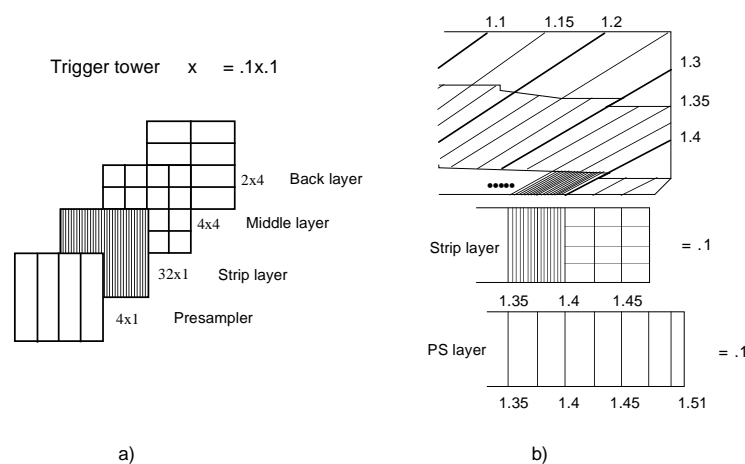 Trigger tower x = .1x.1
2x4 Back layer
4x4 Middle layer
32x1 Strip layer
4x1 Presampler
a)
1.1 1.15 1.2
1.3
1.35
1.4
Strip layer = .1
1.35 1.4 1.45
PS layer = .1
1.35 1.4 1.45 1.51
b)